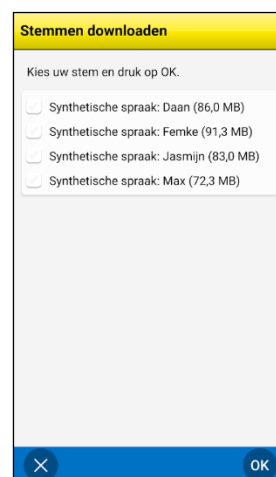 Stemmen downloaden
Kies uw stem en druk op OK.
Synthetische spraak: Daan (86,0 MB)
Synthetische spraak: Femke (91,3 MB)
Synthetische spraak: Jasmijn (83,0 MB)
Synthetische spraak: Max (72,3 MB)
OK